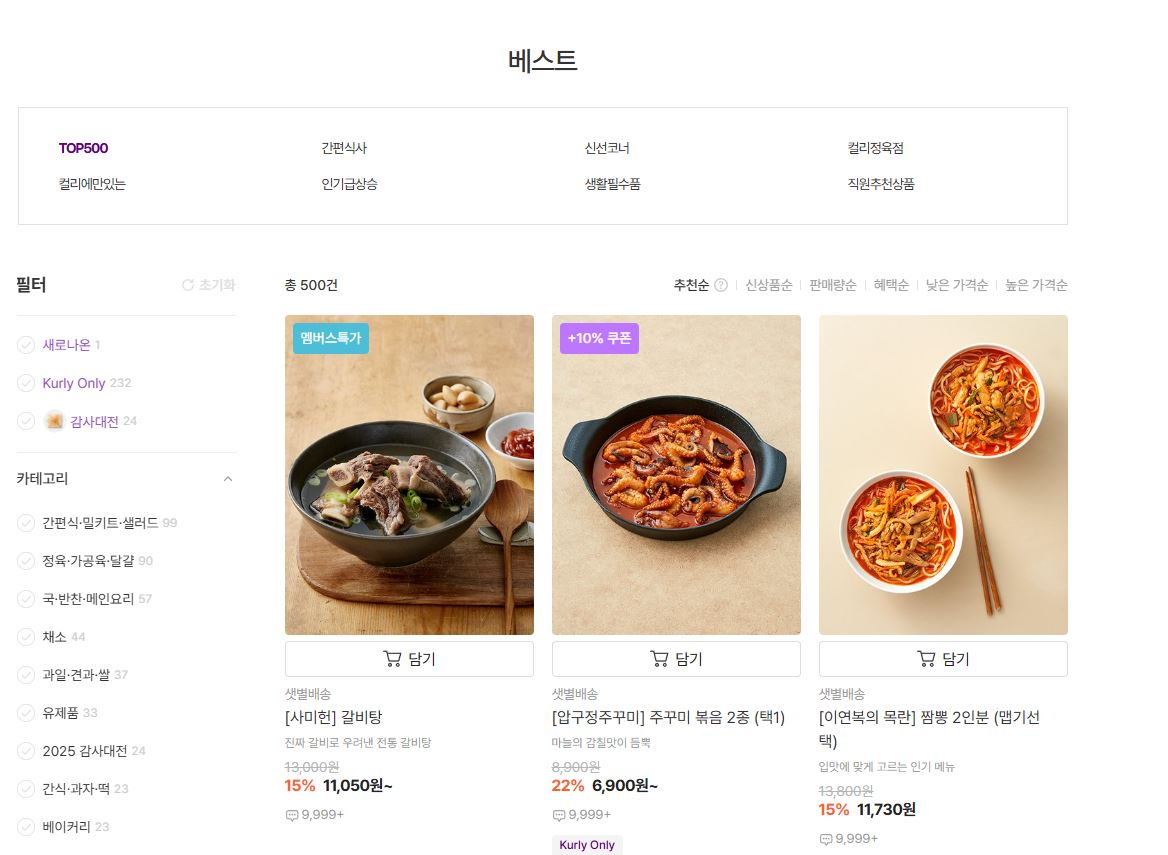 베스트
TOP500 간편식사 신선코너 컬리정육점
컬리에만있는 인기급상승 생활필수품 직원추천상품
필터 초기화
총 500건 추천순 ? 신상품순 판매량순 혜택순 낮은 가격순 높은 가격순
새로나온 1
Kurly Only 232
감사대전 24
카테고리
간편식·밀키트·샐러드 99
정육·가공육·달걀 90
국·반찬·메인요리 57
채소 44
과일·견과·쌀 37
유제품 33
2025 감사대전 24
간식·과자·떡 23
베이커리 23
멤버스특가
담기
샛별배송
[사미헌] 갈비탕
진짜 갈비로 우려낸 전통 갈비탕
13,000원
15% 11,050원~
9,999+
+10% 쿠폰
담기
샛별배송
[압구정주꾸미] 주꾸미 볶음 2종 (택1)
마늘의 감칠맛이 듬뿍
8,900원
22% 6,900원~
9,999+
Kurly Only
담기
샛별배송
[이연복의 목란] 짬뽕 2인분 (맵기선
택)
입맛에 맞게 고르는 인기 메뉴
13,800원
15% 11,730원
9,999+